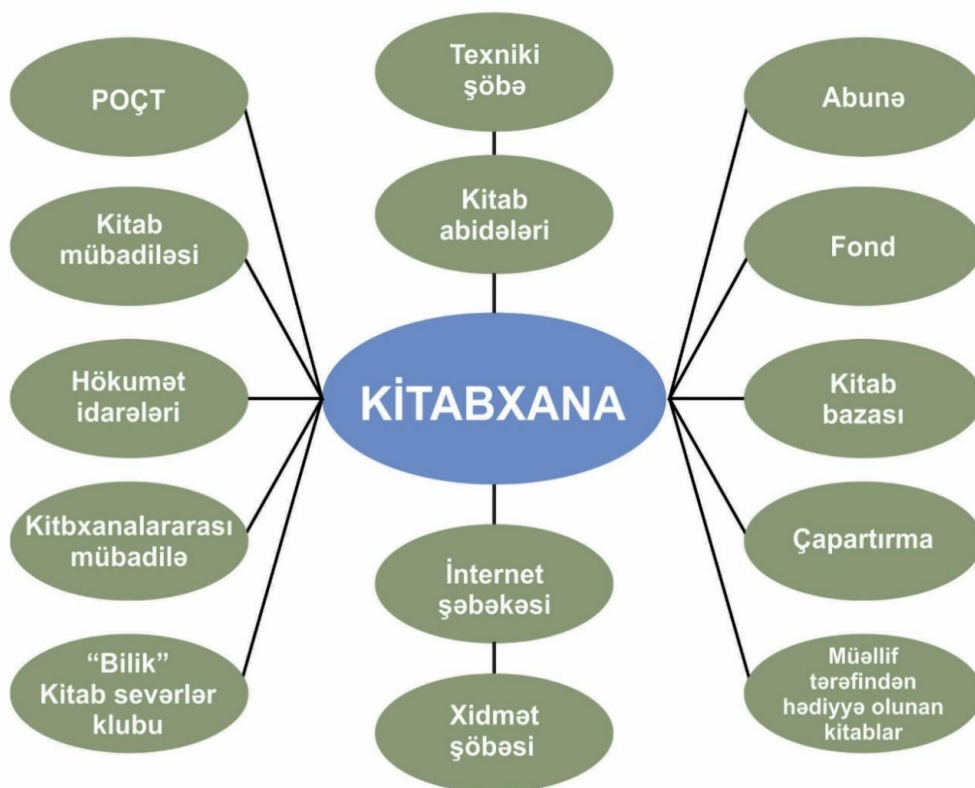 POÇT
Kitab
mübadiləsi
Hökumət
idarələri
Kitbxanalararası
mübadilə
“Bilik”
Kitab sevərlər
klubu
Texniki
şöbə
Kitab
abidələri
KİTABXANA
İnternet
şəbəkəsi
Xidmət
şöbəsi
Abunə
Fond
Kitab
bazası
Çapartırma
Müəllif
tərəfindən
hədiyyə olunan
kitablar